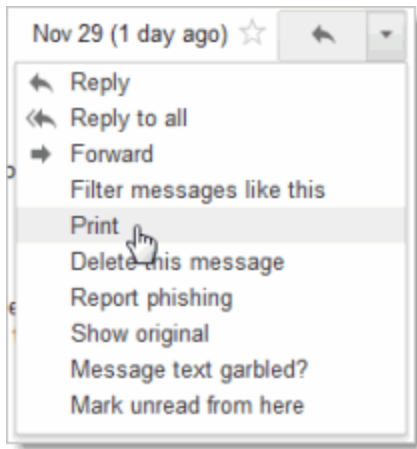 Nov 29 (1 day ago)
Reply
Reply to all
Forward
Filter messages like this
Print
Delete this message
Report phishing
Show original
Message text garbled?
Mark unread from here